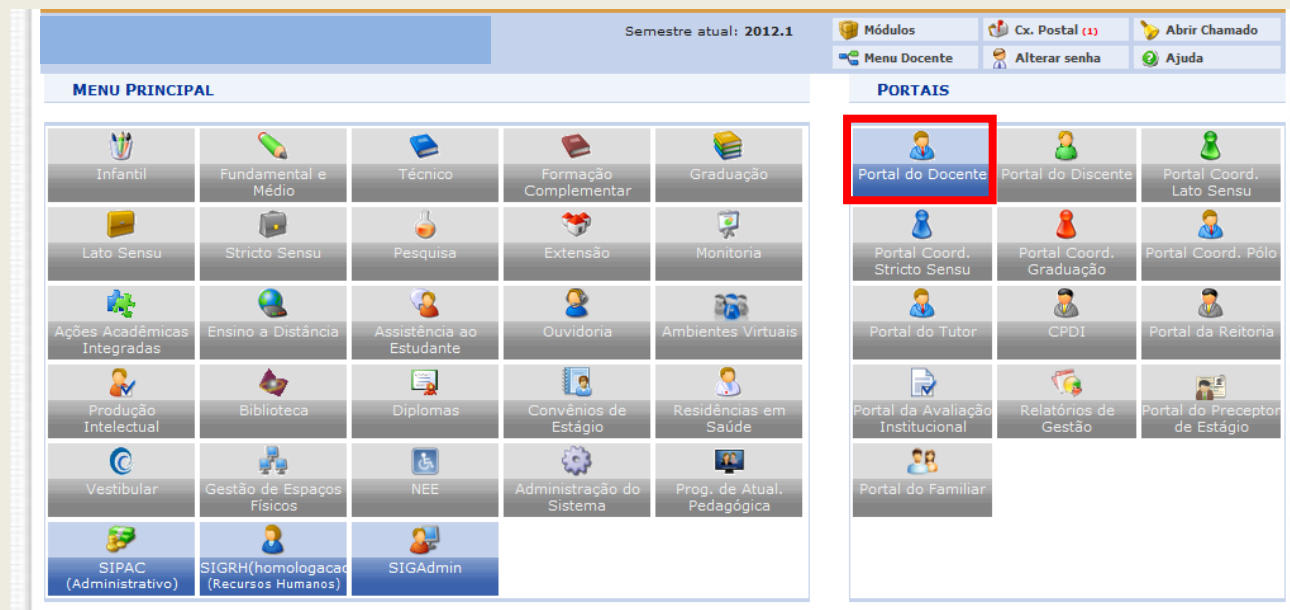 Semestre atual: 2012.1
Módulos
Cx. Postal (1)
Abrir Chamado
Menu Docente
Alterar senha
Ajuda
MENU PRINCIPAL
Infantil
Fundamental e
Médio
Técnico
Formação
Complementar
Graduação
Lato Sensu
Stricto Sensu
Pesquisa
Extensão
Monitoria
Ações Acadêmicas
Integradas
Ensino a Distância
Assistência ao
Estudante
Ouvidoria
Ambientes Virtuais
Produção
Intelectual
Biblioteca
Diplomas
Convênios de
Estágio
Residências em
Saúde
Vestibular
Gestão de Espaços
Físicos
NEE
Administração do
Sistema
Prog. de Atual.
Pedagógica
SIPAC
(Administrativo)
SIGRH(homologacao
(Recursos Humanos)
SIGAdmin
PORTAIS
Portal do Docente
Portal do Discente
Portal Coord.
Lato Sensu
Portal Coord.
Stricto Sensu
Portal Coord.
Graduação
Portal Coord. Pólo
Portal do Tutor
CPDI
Portal da Reitoria
Portal da Avaliação
Institucional
Relatórios de
Gestão
Portal do Preceptor
de Estágio
Portal do Familiar